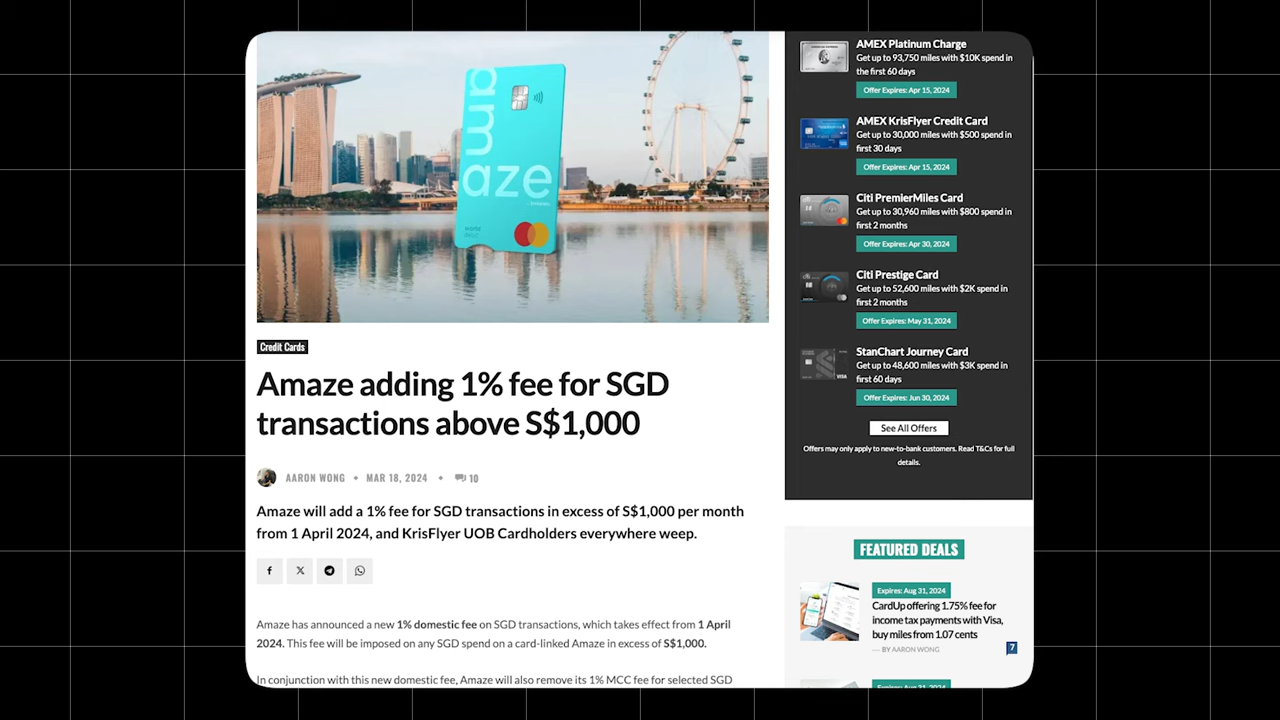 amaze
Credit Cards
Amaze adding 1% fee for SGD
transactions above S$1,000
AARON WONG • MAR 18, 2024 • 10
Amaze will add a 1% fee for SGD transactions in excess of S$1,000 per month
from 1 April 2024, and KrisFlyer UOB Cardholders everywhere weep.
Amaze has announced a new 1% domestic fee on SGD transactions, which takes effect from 1 April
2024. This fee will be imposed on any SGD spend on a card-linked Amaze in excess of S$1,000.
In conjunction with this new domestic fee, Amaze will also remove its 1% MCC fee for selected SGD
AMEX Platinum Charge
Get up to 93,750 miles with $10K spend in
the first 60 days
Offer Expires: Apr 15, 2024
AMEX KrisFlyer Credit Card
Get up to 30,000 miles with $500 spend in
first 30 days
Offer Expires: Apr 15, 2024
Citi PremierMiles Card
Get up to 30,960 miles with $800 spend in
first 2 months
Offer Expires: Apr 30, 2024
Citi Prestige Card
Get up to 52,600 miles with $2K spend in
first 2 months
Offer Expires: May 31, 2024
StanChart Journey Card
Get up to 48,600 miles with $3K spend in
first 60 days
VISA
Offer Expires: Jun 30, 2024
See All Offers
Offers may only apply to new-to-bank customers. Read T&Cs for full
details.
FEATURED DEALS
Expires: Aug 31, 2024
CardUp offering 1.75% fee for
income tax payments with Visa,
buy miles from 1.07 cents
— BY AARON WONG
7
Expires: Aug 31, 2024